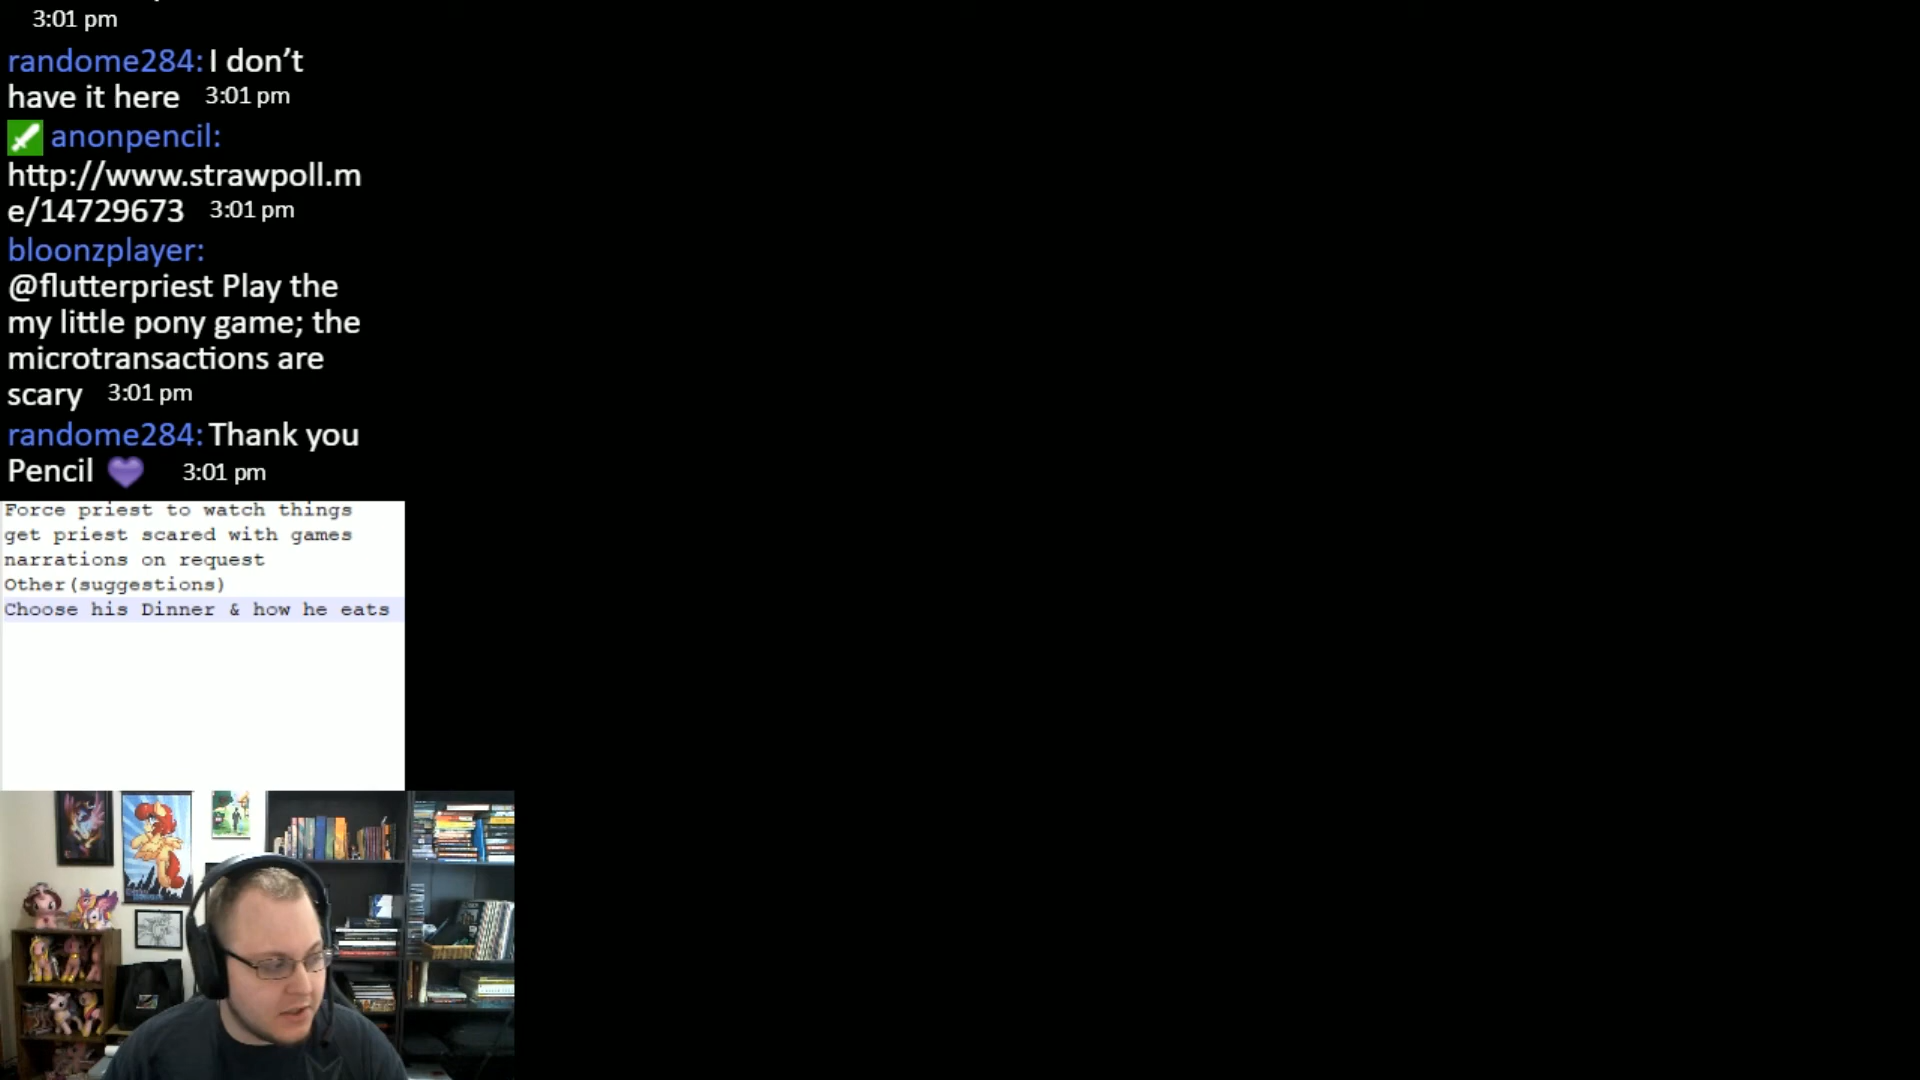 3:01 pm
randome284: I don't
have it here 3:01 pm
anonpencil:
http://www.strawpoll.m
e/14729673 3:01 pm
bloonzplayer:
@flutterpriest Play the
my little pony game; the
microtransactions are
scary 3:01 pm
randome284: Thank you
Pencil 3:01 pm
Force priest to watch things
get priest scared with games
narrations on request
Other(suggestions)
Choose his Dinner & how he eats